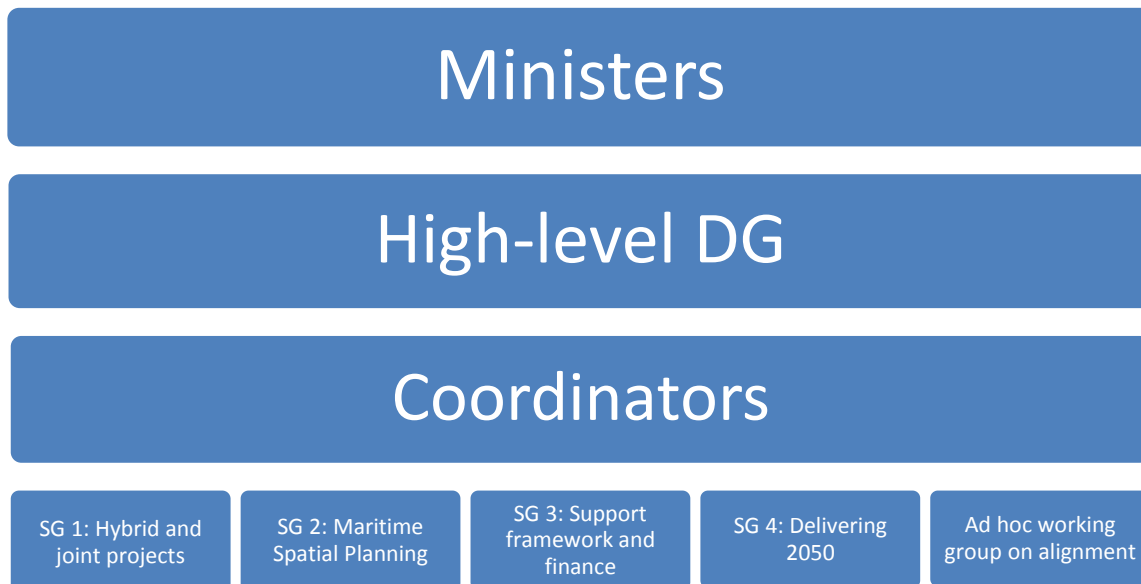 Ministers
High-level DG
Coordinators
SG 1: Hybrid and
joint projects
SG 2: Maritime
Spatial Planning
SG 3: Support
framework and
finance
SG 4: Delivering
2050
Ad hoc working
group on alignment